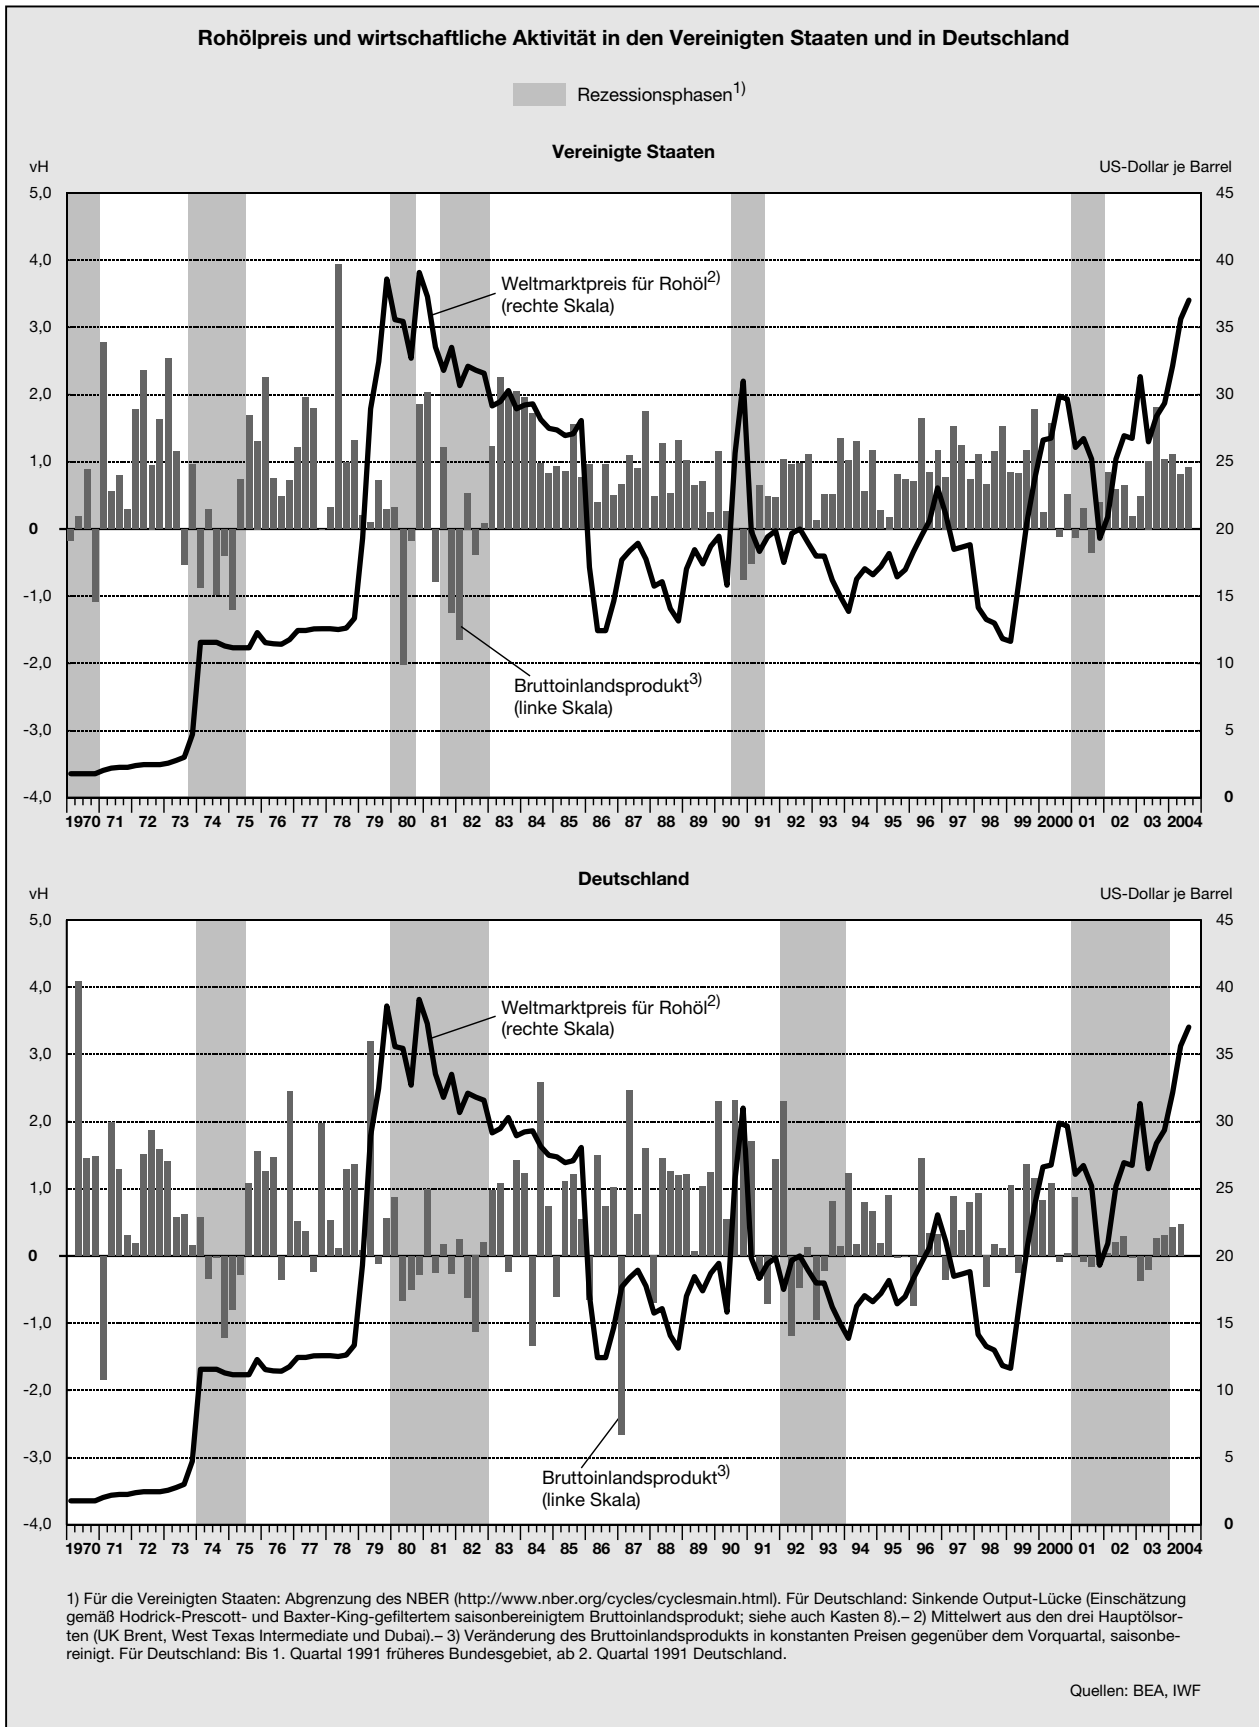 Rohölpreis und wirtschaftliche Aktivität in den Vereinigten Staaten und in Deutschland
Rezessionsphasen1)
Vereinigte Staaten
vH
US-Dollar je Barrel
5,0
4,0
3,0
2,0
1,0
0
-1,0
-2,0
-3,0
-4,0
45
40
35
30
25
20
15
10
5
0
Weltmarktpreis für Rohöl2)
(rechte Skala)
Bruttoinlandsprodukt3)
(linke Skala)
1970 71 72 73 74 75 76 77 78 79 80 81 82 83 84 85 86 87 88 89 90 91 92 93 94 95 96 97 98 99 2000 01 02 03 2004
Deutschland
vH
US-Dollar je Barrel
5,0
4,0
3,0
2,0
1,0
0
-1,0
-2,0
-3,0
-4,0
45
40
35
30
25
20
15
10
5
0
Weltmarktpreis für Rohöl2)
(rechte Skala)
Bruttoinlandsprodukt3)
(linke Skala)
1970 71 72 73 74 75 76 77 78 79 80 81 82 83 84 85 86 87 88 89 90 91 92 93 94 95 96 97 98 99 2000 01 02 03 2004
1) Für die Vereinigten Staaten: Abgrenzung des NBER (http://www.nber.org/cycles/cyclesmain.html). Für Deutschland: Sinkende Output-Lücke (Einschätzung
gemäß Hodrick-Prescott- und Baxter-King-gefiltertem saisonbereinigtem Bruttoinlandsprodukt; siehe auch Kasten 8).– 2) Mittelwert aus den drei Hauptölsor-
ten (UK Brent, West Texas Intermediate und Dubai).– 3) Veränderung des Bruttoinlandsprodukts in konstanten Preisen gegenüber dem Vorquartal, saisonbe-
reinigt. Für Deutschland: Bis 1. Quartal 1991 früheres Bundesgebiet, ab 2. Quartal 1991 Deutschland.
Quellen: BEA, IWF